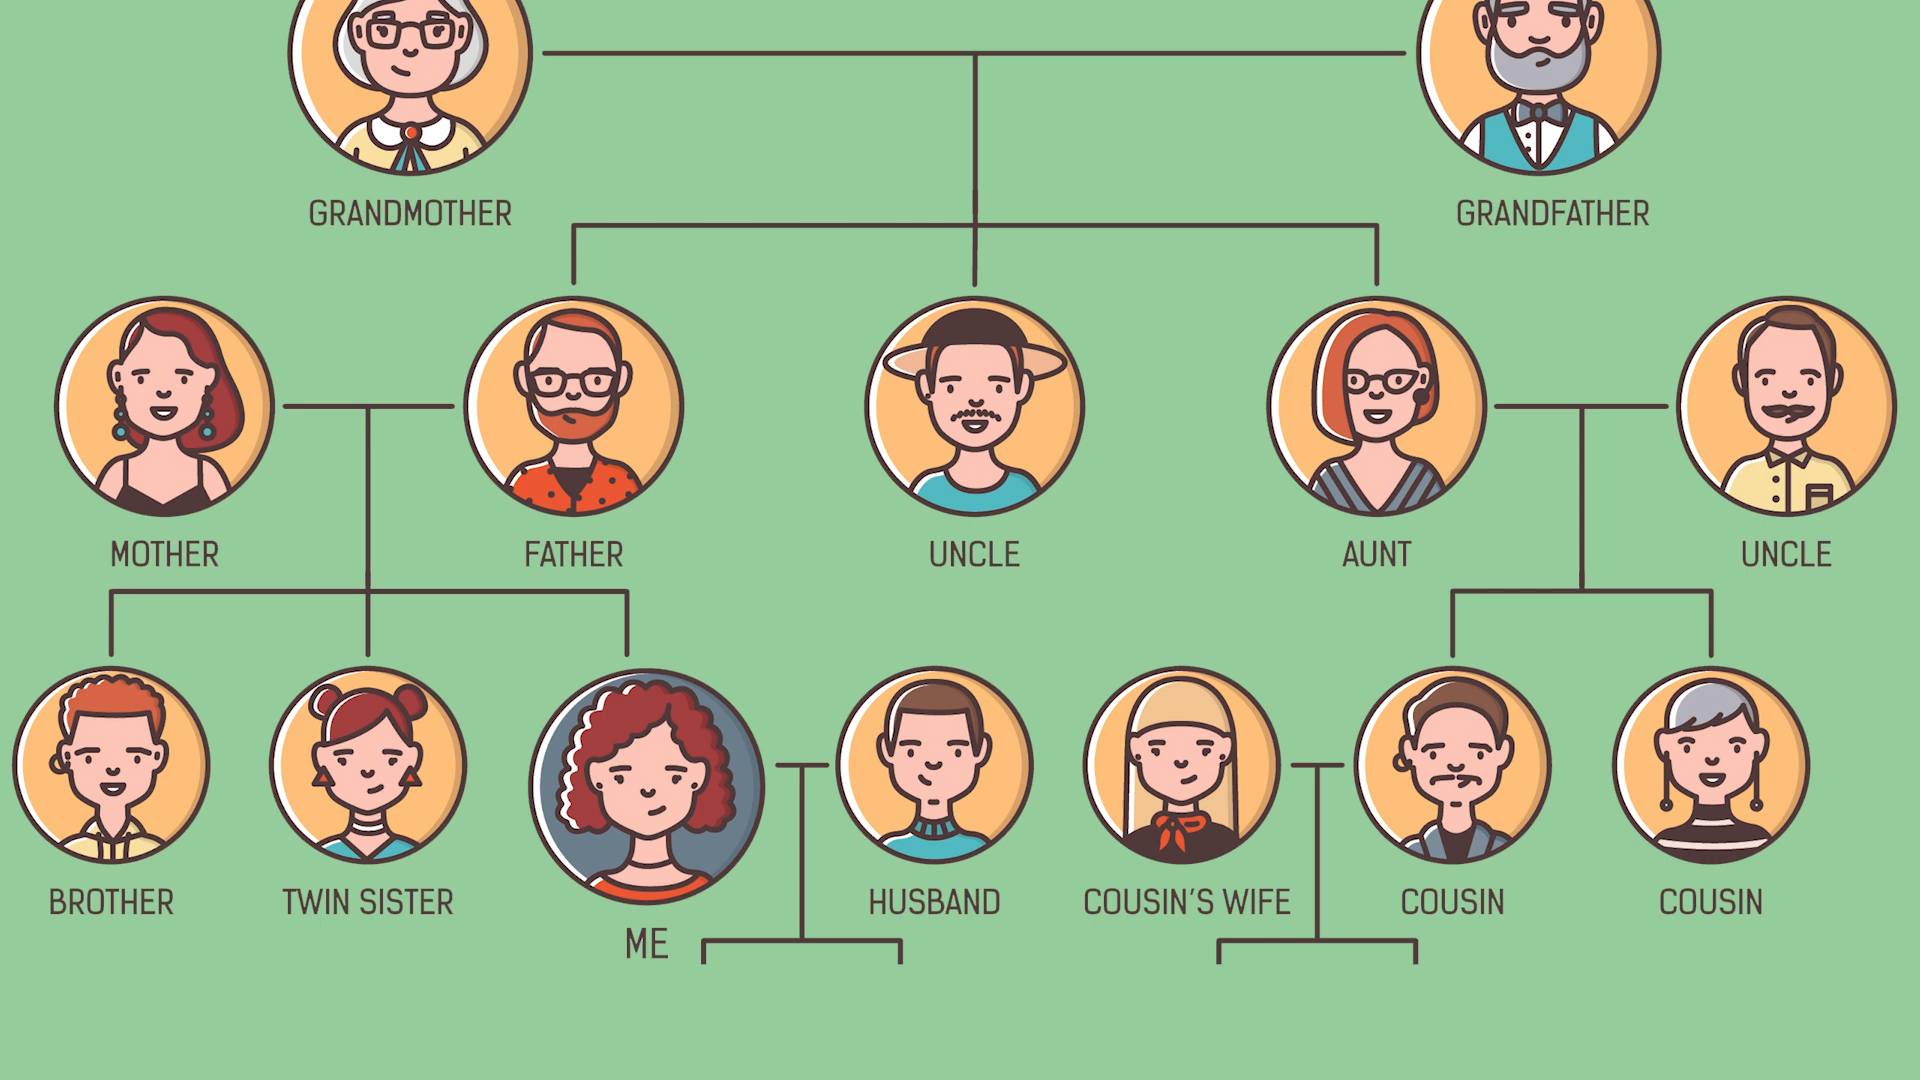 GRANDMOTHER
GRANDFATHER
MOTHER
FATHER
UNCLE
AUNT
UNCLE
BROTHER
TWIN SISTER
ME
HUSBAND
COUSIN'S WIFE
COUSIN
COUSIN